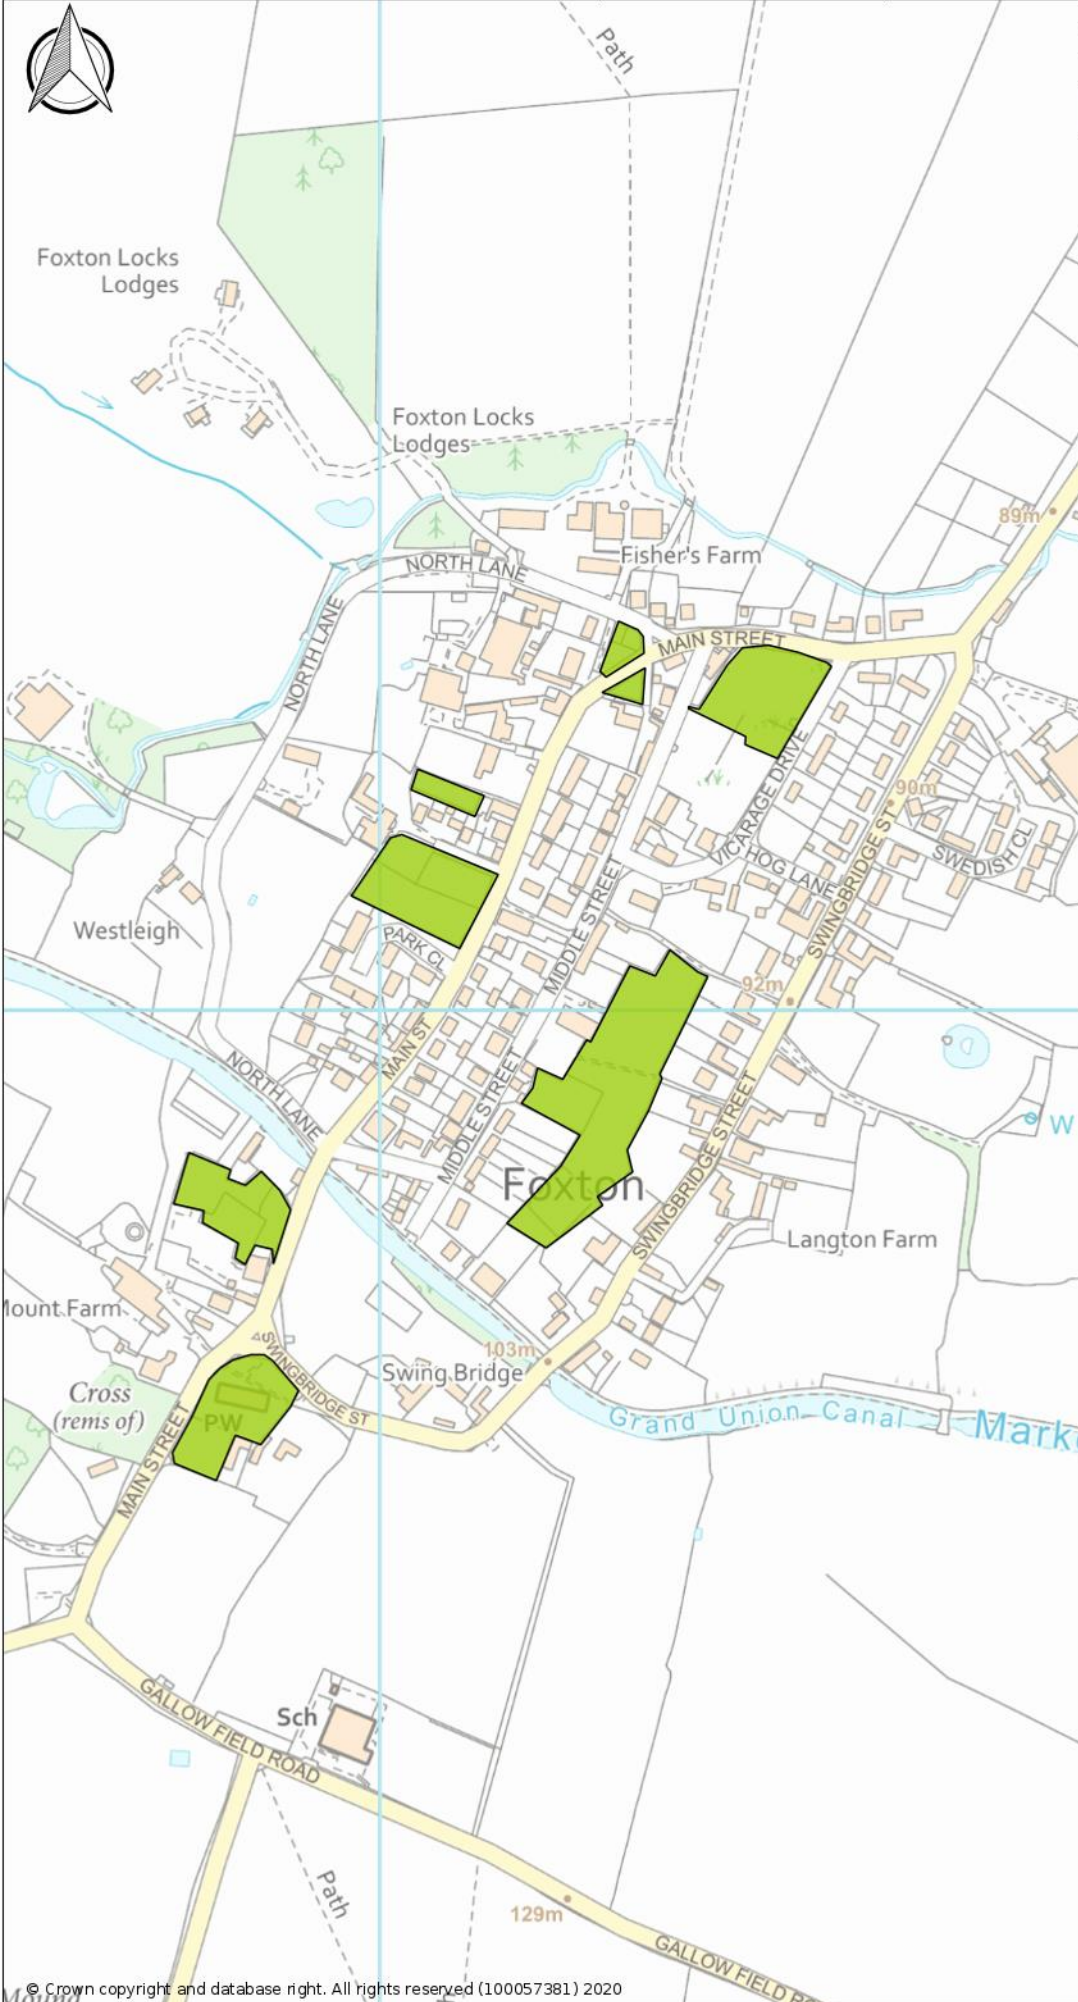 Path
Foxton Locks
Lodges
Foxton Locks
Lodges
89m
Fisher's Farm
NORTH LANE
NORTH LANE
MAIN STREET
VICARAGE DRIVE
90m
HOG LANE
SWEDISH CL
SWINGBRIDGE ST
MIDDLE STREET
Westleigh
PARK CL
92m
MAIN ST
NORTH LANE
MIDDLE STREET
W
Foxton
SWINGBRIDGE STREET
Langton Farm
Mount Farm
SWINGBRIDGE ST
103m
Swing Bridge
Cross
(rems of)
PW
Grand Union Canal
Mark
MAIN STREET
GALLOW FIELD ROAD
Sch
Path
129m
GALLOW FIELD RO
Mound
© Crown copyright and database right. All rights reserved (100057381) 2020